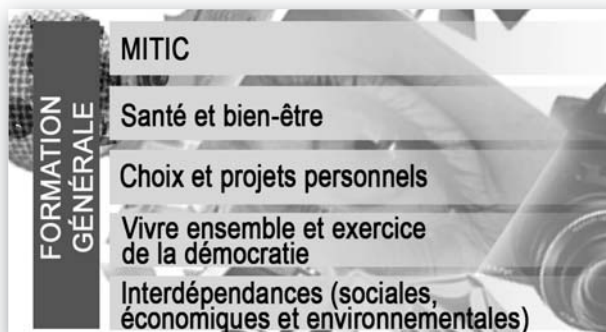 FORMATION
GÉNÉRALE
MITIC
Santé et bien-être
Choix et projets personnels
Vivre ensemble et exercice
de la démocratie
Interdépendances (sociales,
économiques et environnementales)